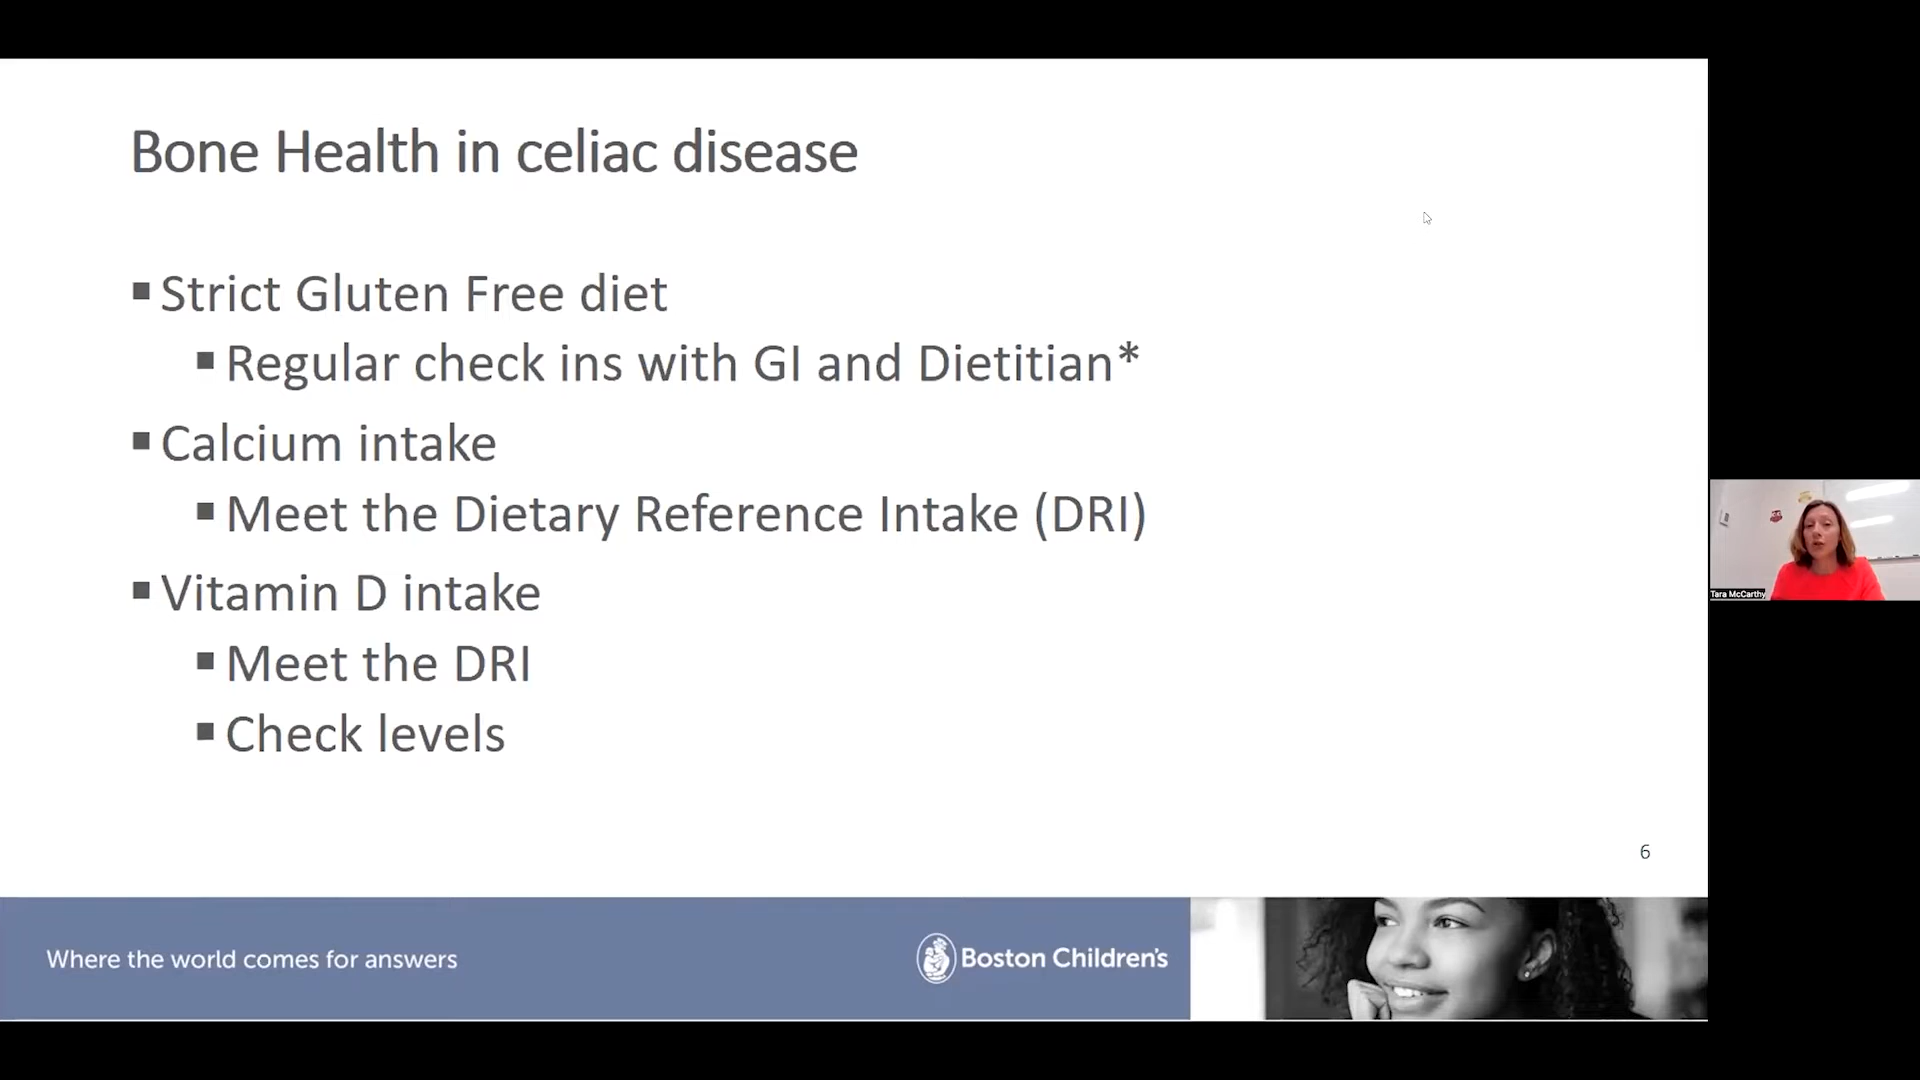 Bone Health in celiac disease
▪ Strict Gluten Free diet
▪ Regular check ins with GI and Dietitian*
▪ Calcium intake
▪ Meet the Dietary Reference Intake (DRI)
▪ Vitamin D intake
▪ Meet the DRI
▪ Check levels
6
Where the world comes for answers
Boston Children's
Tara McCarthy